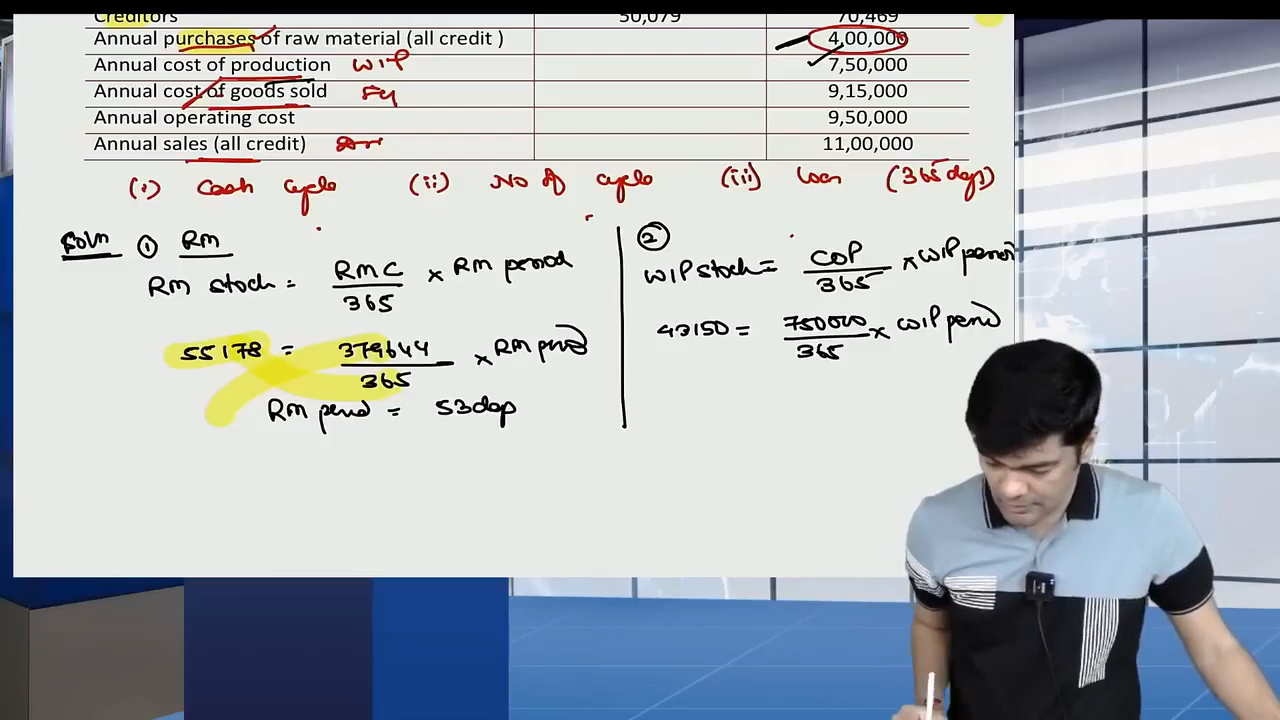 Creditors 50,079 70,469
Annual purchases of raw material (all credit ) 4,00,000
Annual cost of production WIP 7,50,000
Annual cost of goods sold FG 9,15,000
Annual operating cost 9,50,000
Annual sales (all credit) 11,00,000
(i) Cash cycle (ii) No of cycle (iii) loan (365 days)
Soln ① RM
RM stock = RMC / 365 × RM period
55178 = 379644 / 365 × RM period
RM period = 53 days
②
WIP stock = COP / 365 × WIP period
43150 = 750000 / 365 × WIP period